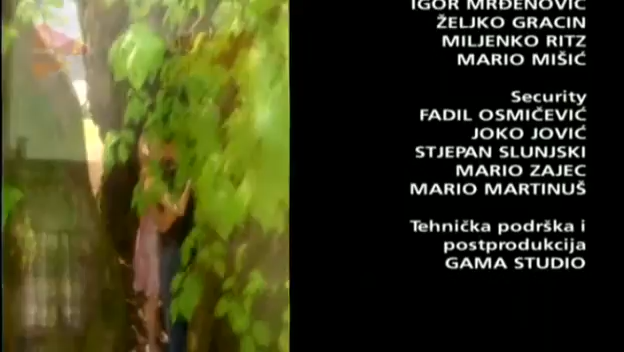 IGOR MRĐENOVIĆ
ŽELJKO GRACIN
MILJENKO RITZ
MARIO MIŠIĆ
Security
FADIL OSMIČEVIĆ
JOKO JOVIĆ
STJEPAN SLUNJSKI
MARIO ZAJEC
MARIO MARTINUŠ
Tehnička podrška i
postprodukcija
GAMA STUDIO